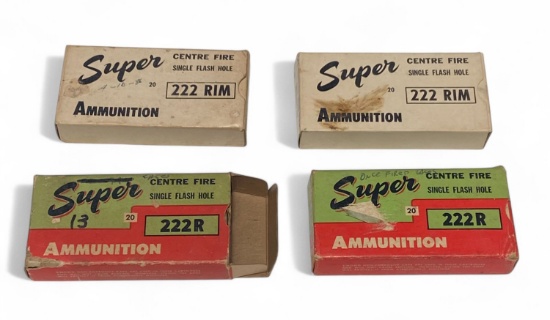 Super
CENTRE FIRE
SINGLE FLASH HOLE
20
222 RIM
AMMUNITION
Super
CENTRE FIRE
SINGLE FLASH HOLE
20
222 RIM
AMMUNITION
Super
CENTRE FIRE
SINGLE FLASH HOLE
13
20
222R
AMMUNITION
Super
CENTRE FIRE
SINGLE FLASH HOLE
20
222R
AMMUNITION